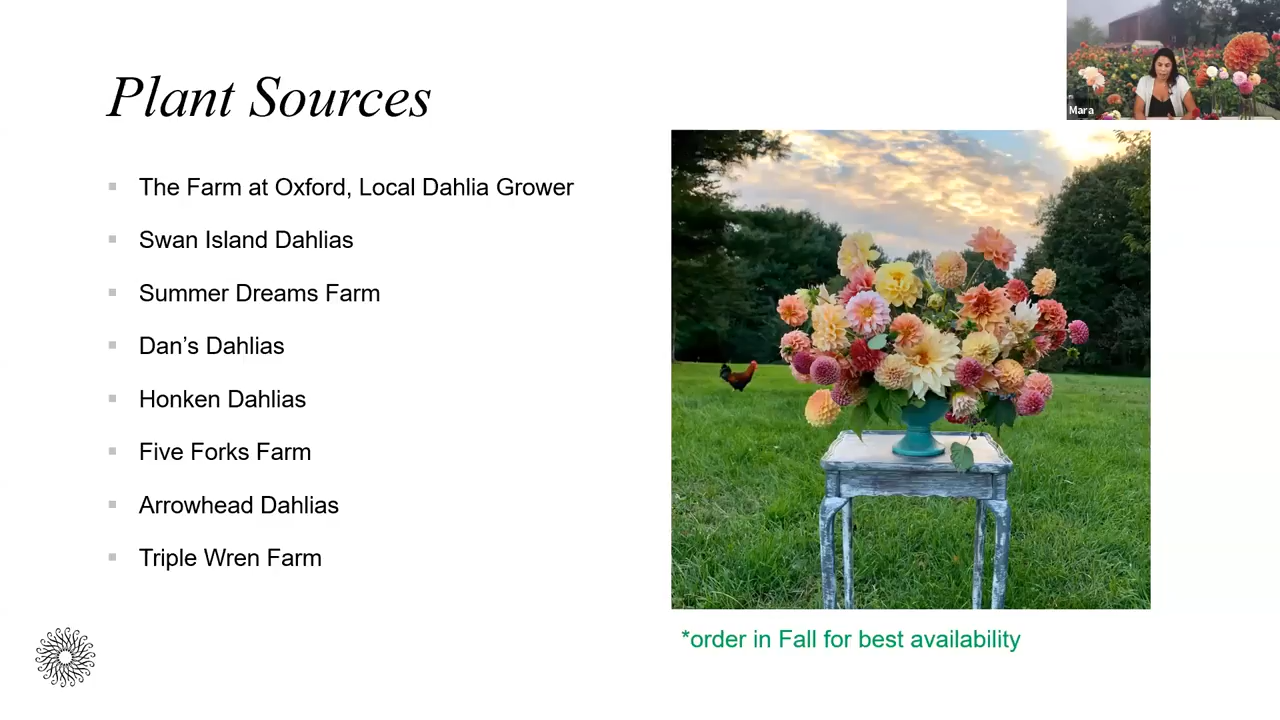 Plant Sources
The Farm at Oxford, Local Dahlia Grower
Swan Island Dahlias
Summer Dreams Farm
Dan’s Dahlias
Honken Dahlias
Five Forks Farm
Arrowhead Dahlias
Triple Wren Farm
*order in Fall for best availability
Mara